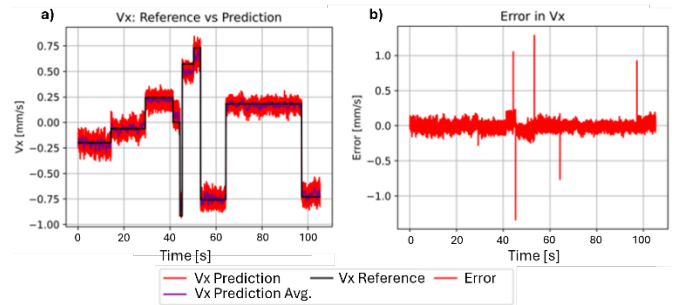 a)
Vx: Reference vs Prediction
0.75
0.50
0.25
0.00
−0.25
−0.50
−0.75
−1.00
Vx [mm/s]
0 20 40 60 80 100
Time [s]
b)
Error in Vx
1.0
0.5
0.0
−0.5
−1.0
Error [mm/s]
0 20 40 60 80 100
Time [s]
Vx Prediction Vx Reference Error
Vx Prediction Avg.